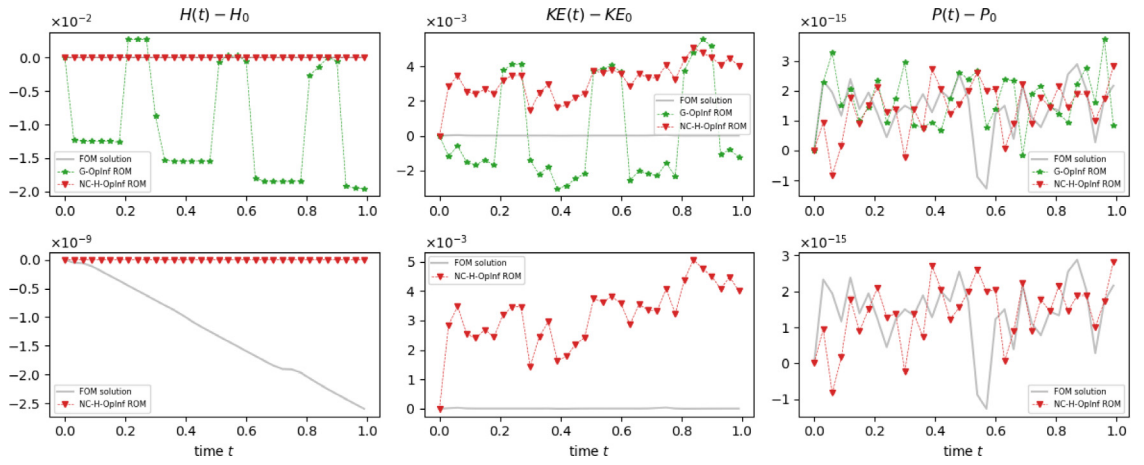 H(t) − H₀
KE(t) − KE₀
P(t) − P₀
×10⁻²
0.0
−0.5
−1.0
−1.5
−2.0
FOM solution
G-OpInf ROM
NC-H-OpInf ROM
0.0 0.2 0.4 0.6 0.8 1.0
×10⁻³
4
2
0
−2
FOM solution
G-OpInf ROM
NC-H-OpInf ROM
0.0 0.2 0.4 0.6 0.8 1.0
×10⁻¹⁵
3
2
1
0
−1
FOM solution
G-OpInf ROM
NC-H-OpInf ROM
0.0 0.2 0.4 0.6 0.8 1.0
×10⁻⁹
0.0
−0.5
−1.0
−1.5
−2.0
−2.5
FOM solution
NC-H-OpInf ROM
0.0 0.2 0.4 0.6 0.8 1.0
time t
×10⁻³
5
4
3
2
1
0
FOM solution
NC-H-OpInf ROM
0.0 0.2 0.4 0.6 0.8 1.0
time t
×10⁻¹⁵
3
2
1
0
−1
FOM solution
NC-H-OpInf ROM
0.0 0.2 0.4 0.6 0.8 1.0
time t